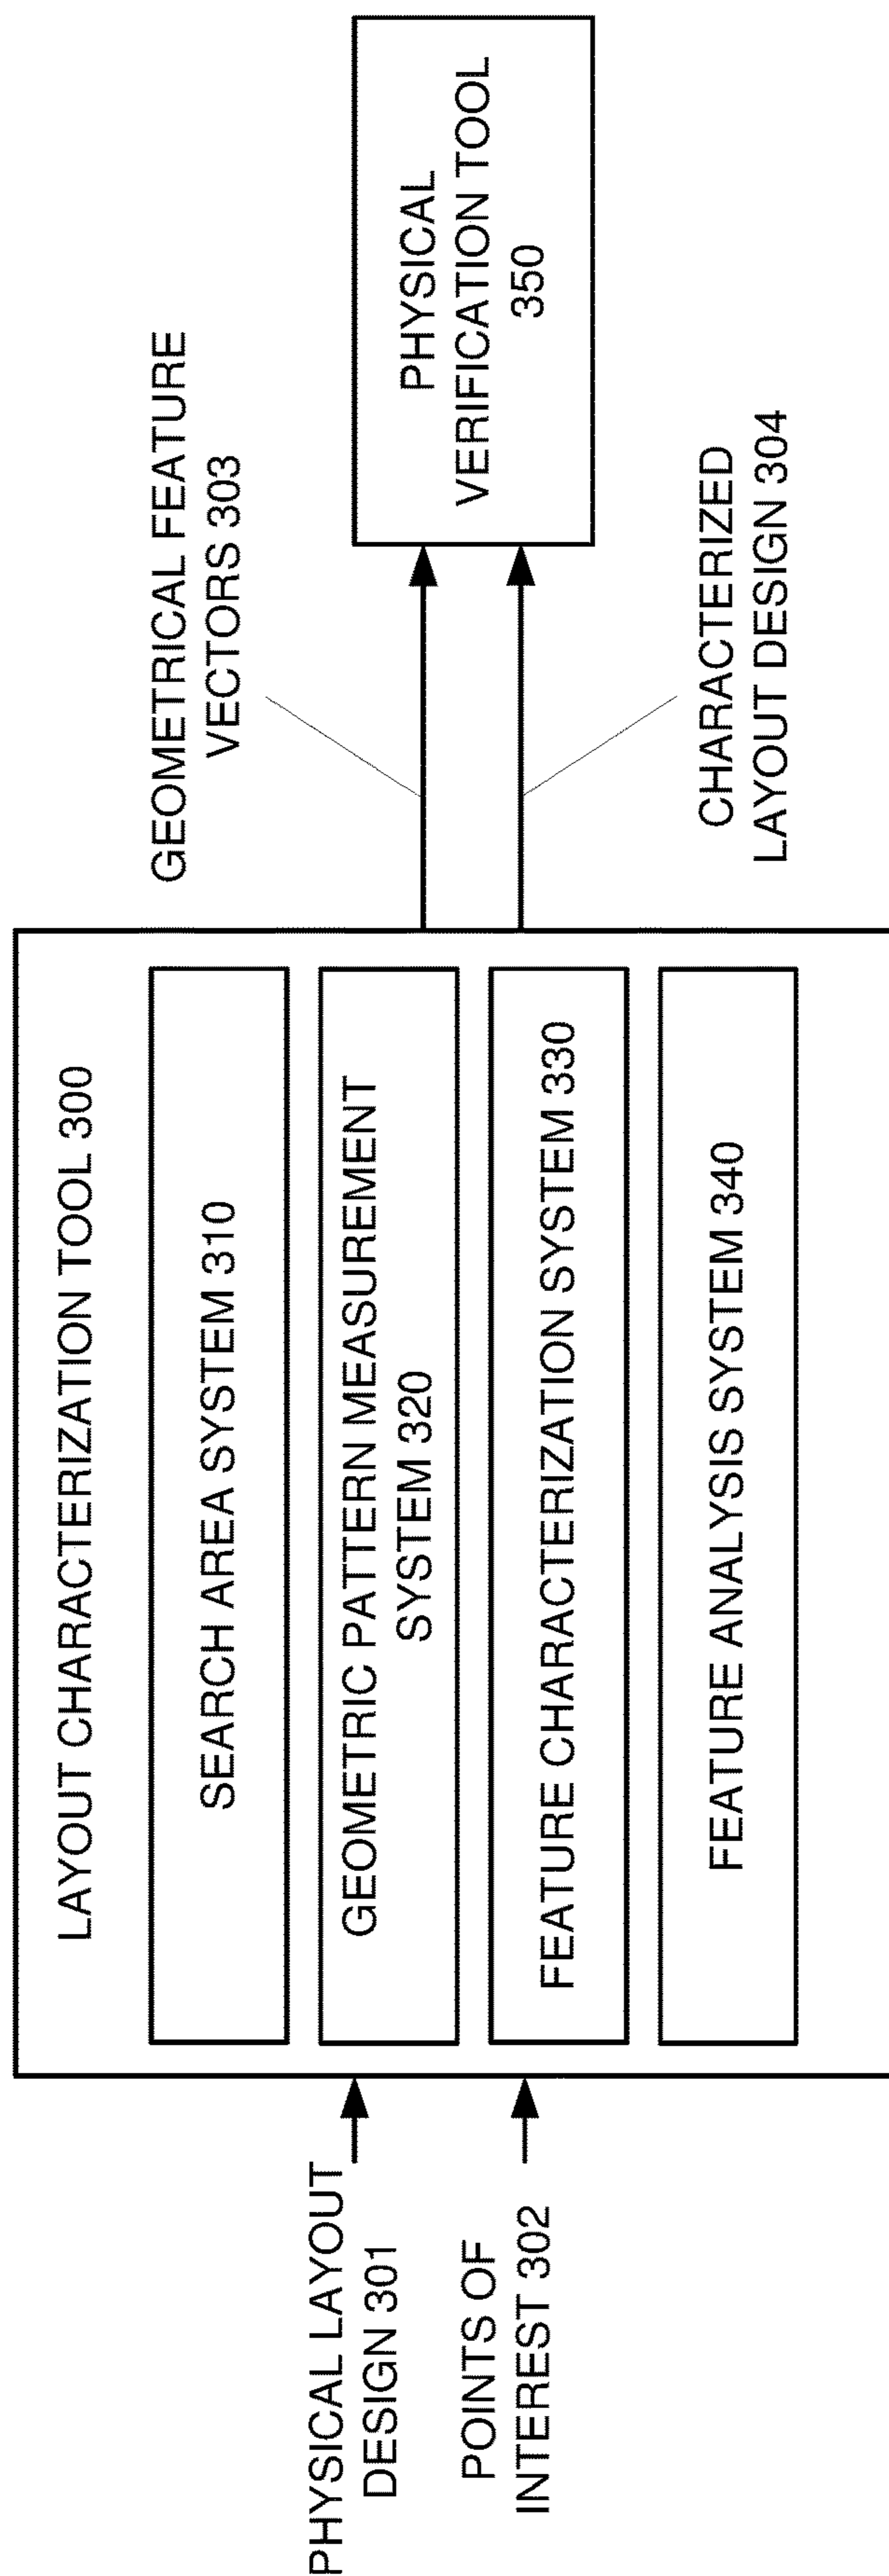 PHYSICAL LAYOUT
DESIGN 301
POINTS OF
INTEREST 302
LAYOUT CHARACTERIZATION TOOL 300
SEARCH AREA SYSTEM 310
GEOMETRIC PATTERN MEASUREMENT
SYSTEM 320
FEATURE CHARACTERIZATION SYSTEM 330
FEATURE ANALYSIS SYSTEM 340
GEOMETRICAL FEATURE
VECTORS 303
CHARACTERIZED
LAYOUT DESIGN 304
PHYSICAL
VERIFICATION TOOL
350